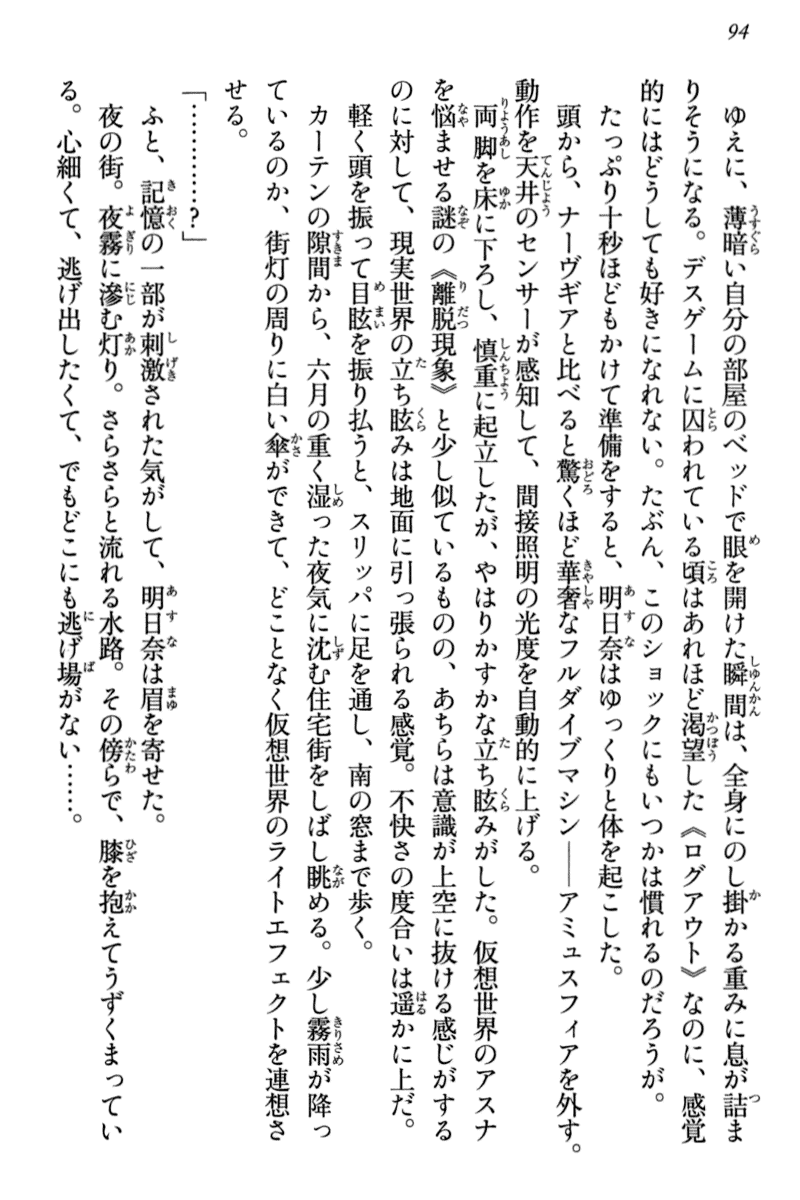 94
ゆえに、薄暗い自分の部屋のベッドで眼を開けた瞬間は、全身にのし掛かる重みに息が詰ま
りそうになる。デスゲームに囚われている頃はあれほど渇望した《ログアウト》なのに、感覚
的にはどうしても好きになれない。たぶん、このショックにもいつかは慣れるのだろうが。
たっぷり十秒ほどもかけて準備をすると、明日奈はゆっくりと体を起こした。
頭から、ナーヴギアと比べると驚くほど華奢なフルダイブマシン――アミュスフィアを外す。
動作を天井のセンサーが感知して、間接照明の光度を自動的に上げる。
両脚を床に下ろし、慎重に起立したが、やはりかすかな立ち眩みがした。仮想世界のアスナ
を悩ませる謎の《離脱現象》と少し似ているものの、あちらは意識が上空に抜ける感じがする
のに対して、現実世界の立ち眩みは地面に引っ張られる感覚。不快さの度合いは遥かに上だ。
軽く頭を振って目眩を振り払うと、スリッパに足を通し、南の窓まで歩く。
カーテンの隙間から、六月の重く湿った夜気に沈む住宅街をしばし眺める。少し霧雨が降っ
ているのか、街灯の周りに白い傘ができて、どことなく仮想世界のライトエフェクトを連想さ
せる。
「…………?」
ふと、記憶の一部が刺激された気がして、明日奈は眉を寄せた。
夜の街。夜霧に滲む灯り。さらさらと流れる水路。その傍らで、膝を抱えてうずくまってい
る。心細くて、逃げ出したくて、でもどこにも逃げ場がない……。